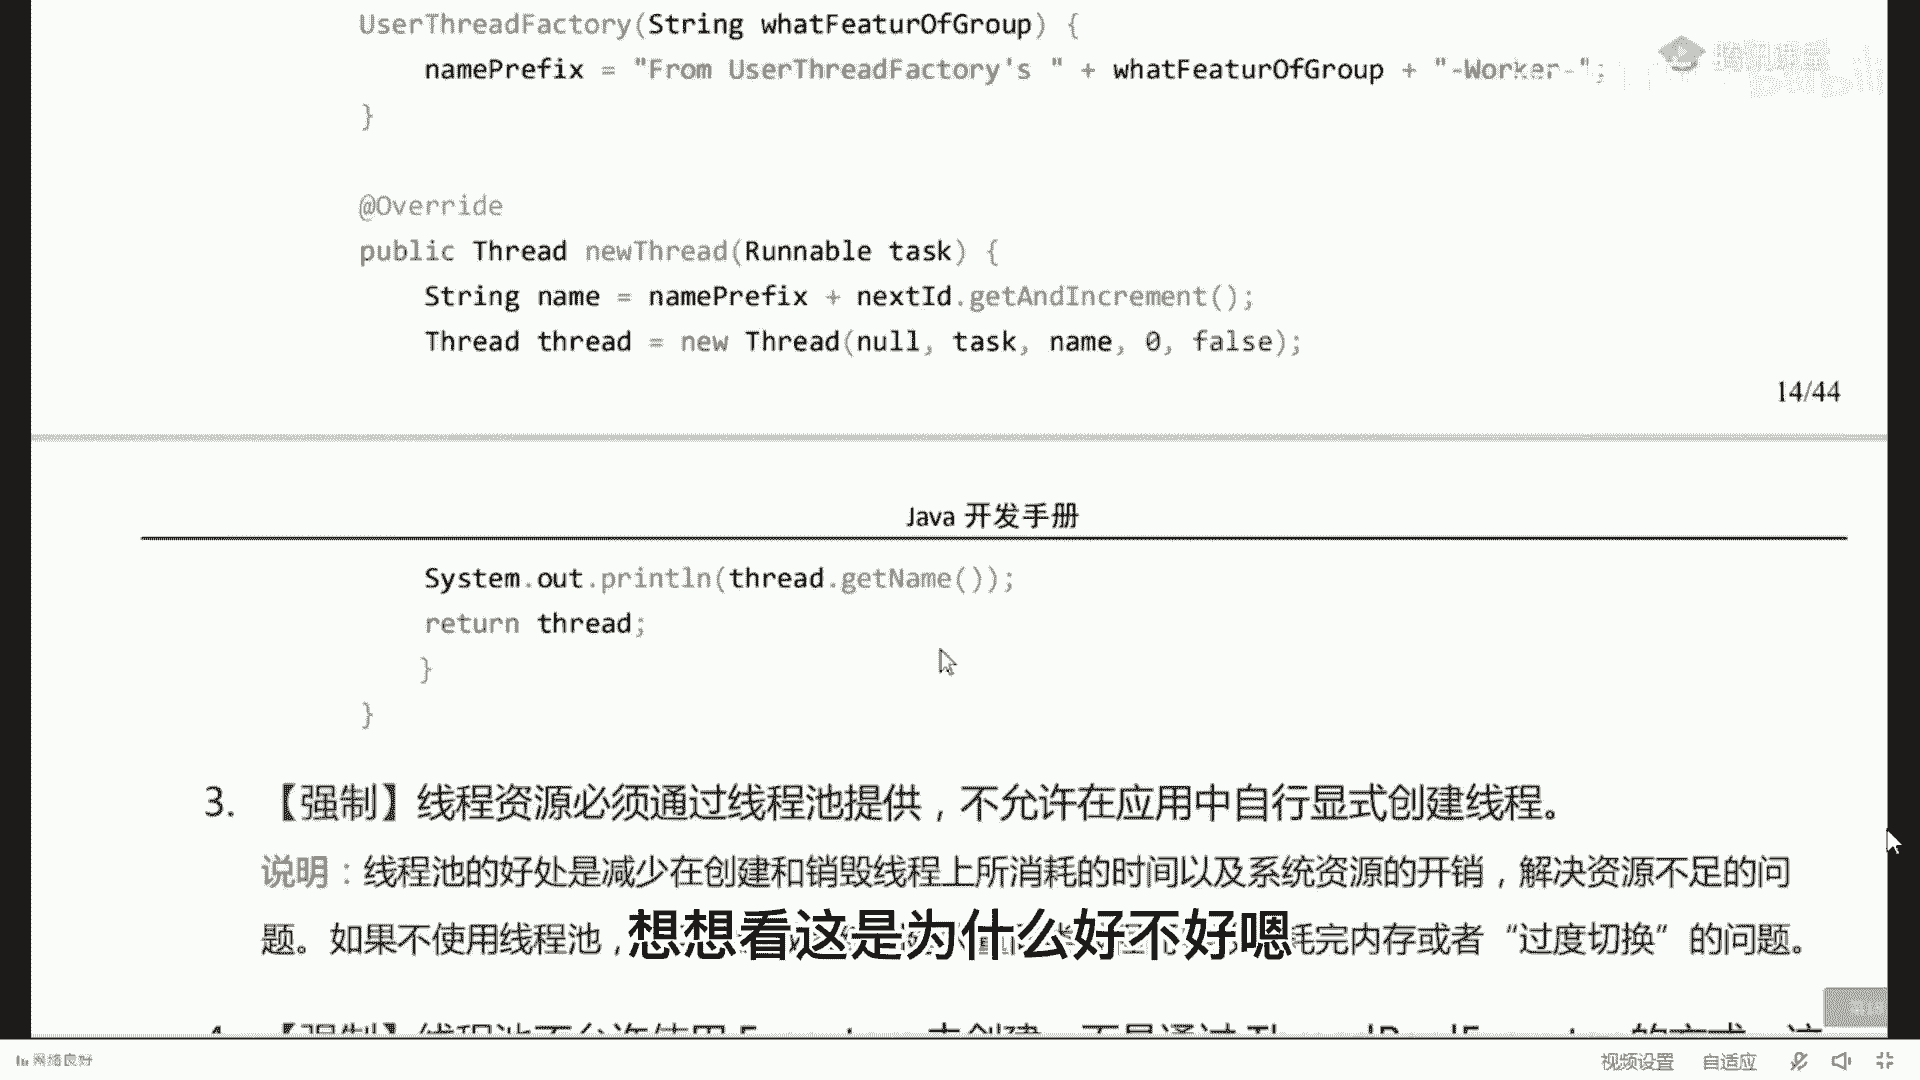 UserThreadFactory(String whatFeaturOfGroup) {
namePrefix = "From UserThreadFactory's " + whatFeaturOfGroup + "-Worker-";
}
@Override
public Thread newThread(Runnable task) {
String name = namePrefix + nextId.getAndIncrement();
Thread thread = new Thread(null, task, name, 0, false);
14/44
Java 开发手册
System.out.println(thread.getName());
return thread;
}
}
3. 【强制】线程资源必须通过线程池提供，不允许在应用中自行显式创建线程。
说明：线程池的好处是减少在创建和销毁线程上所消耗的时间以及系统资源的开销，解决资源不足的问
题。如果不使用线程池， 耗完内存或者“过度切换”的问题。
想想看这是为什么好不好嗯
网络良好
视频设置 自适应